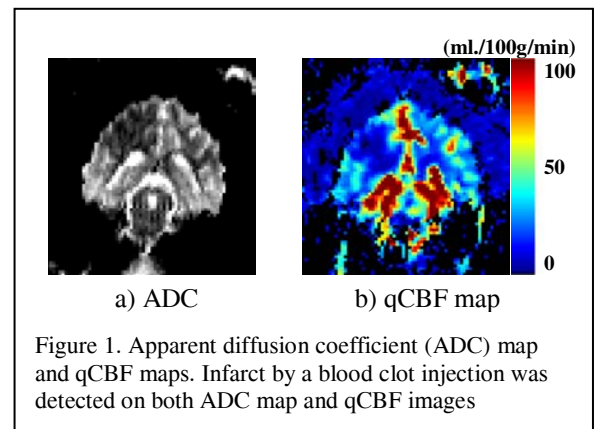 (ml./100g/min)
100
50
0
a) ADC
b) qCBF map
Figure 1. Apparent diffusion coefficient (ADC) map
and qCBF maps. Infarct by a blood clot injection was
detected on both ADC map and qCBF images